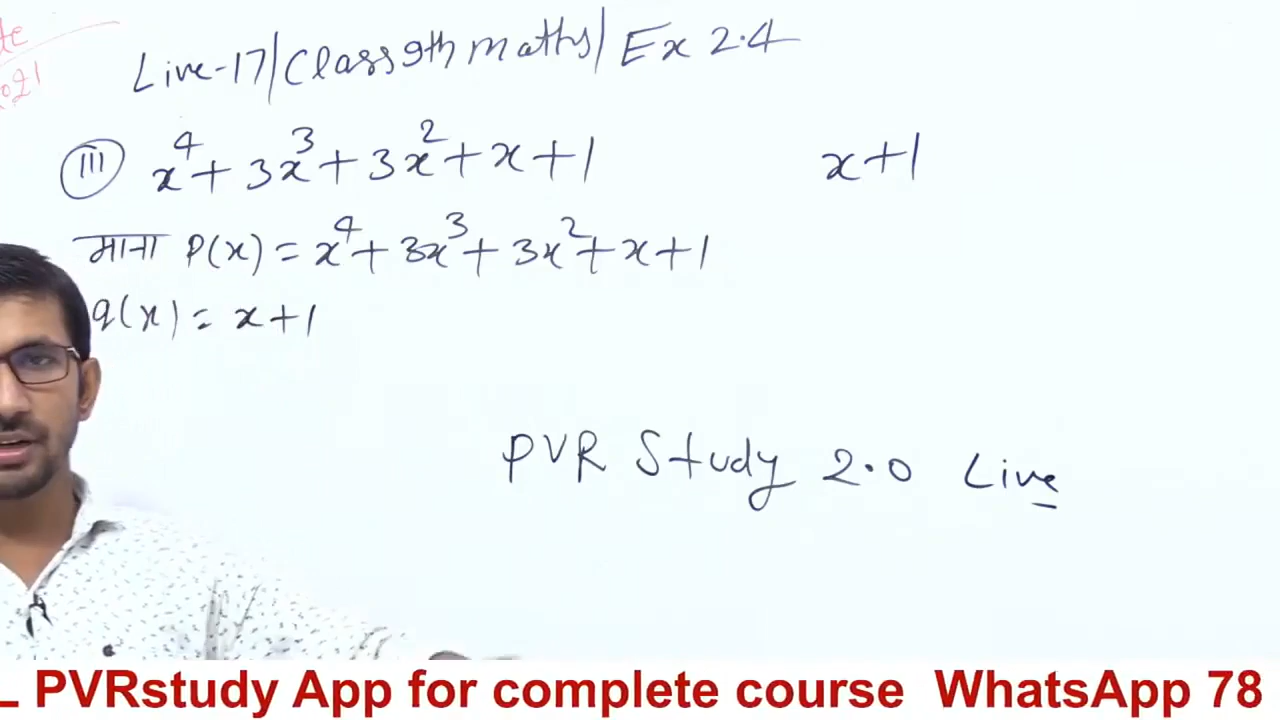 Live-17/Class 9th maths/ Ex 2.4
(iii) x⁴ + 3x³ + 3x² + x + 1 x+1
माना p(x) = x⁴ + 3x³ + 3x² + x + 1
q(x) = x+1
PVR Study 2.0 Live
PVRstudy App for complete course WhatsApp 78